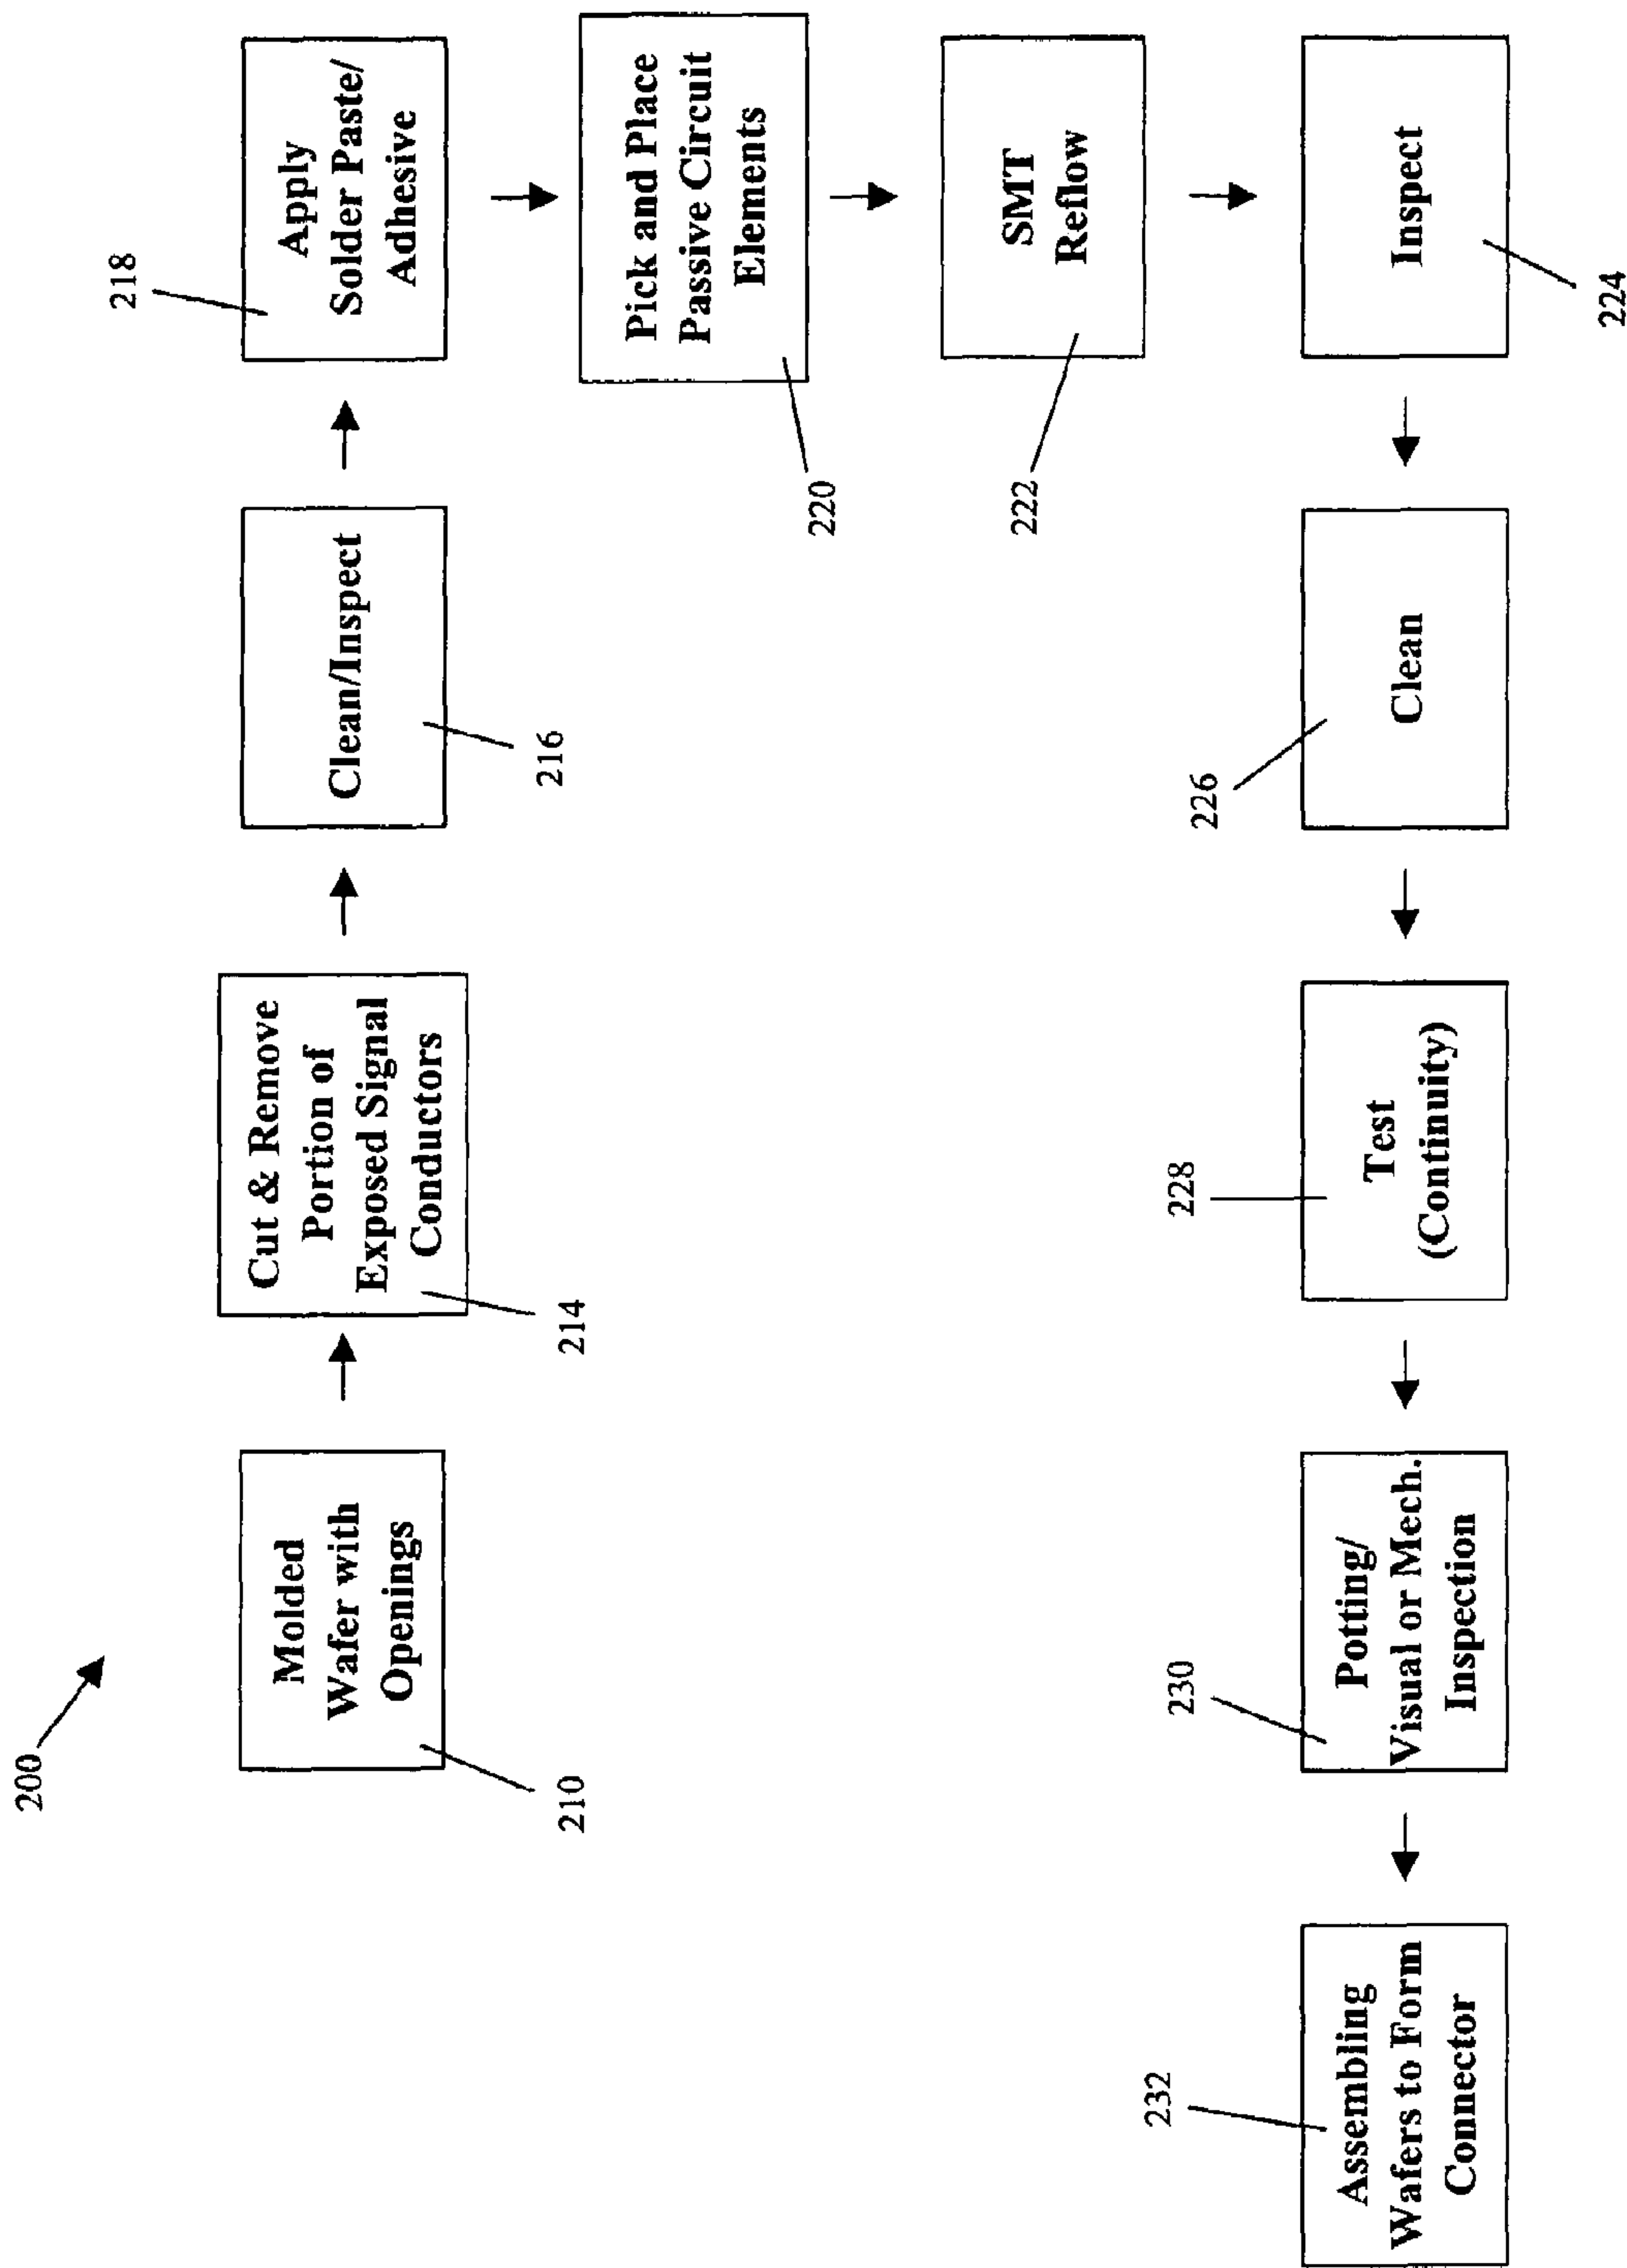 200
Molded
Wafer with
Openings
210
Cut & Remove
Portion of
Exposed Signal
Conductors
214
Clean/Inspect
216
Apply
Solder Paste/
Adhesive
218
Pick and Place
Passive Circuit
Elements
220
SMT
Reflow
222
Inspect
224
Clean
226
Test
(Continuity)
228
Potting/
Visual or Mech.
Inspection
230
Assembling
Wafers to Form
Connector
232